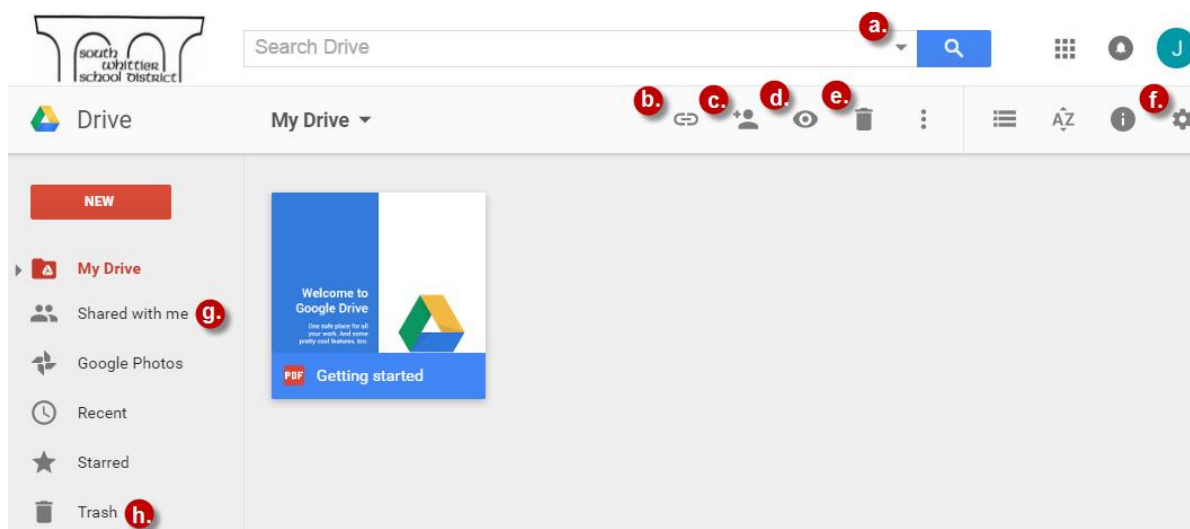 a.
south
whittier
school District
Search Drive
J
b.
c.
d.
e.
f.
Drive
My Drive
AZ
NEW
My Drive
Shared with me g.
Google Photos
Recent
Starred
Trash h.
Welcome to
Google Drive
One safe place for all
your work. And some
pretty cool features, too.
PDF Getting started